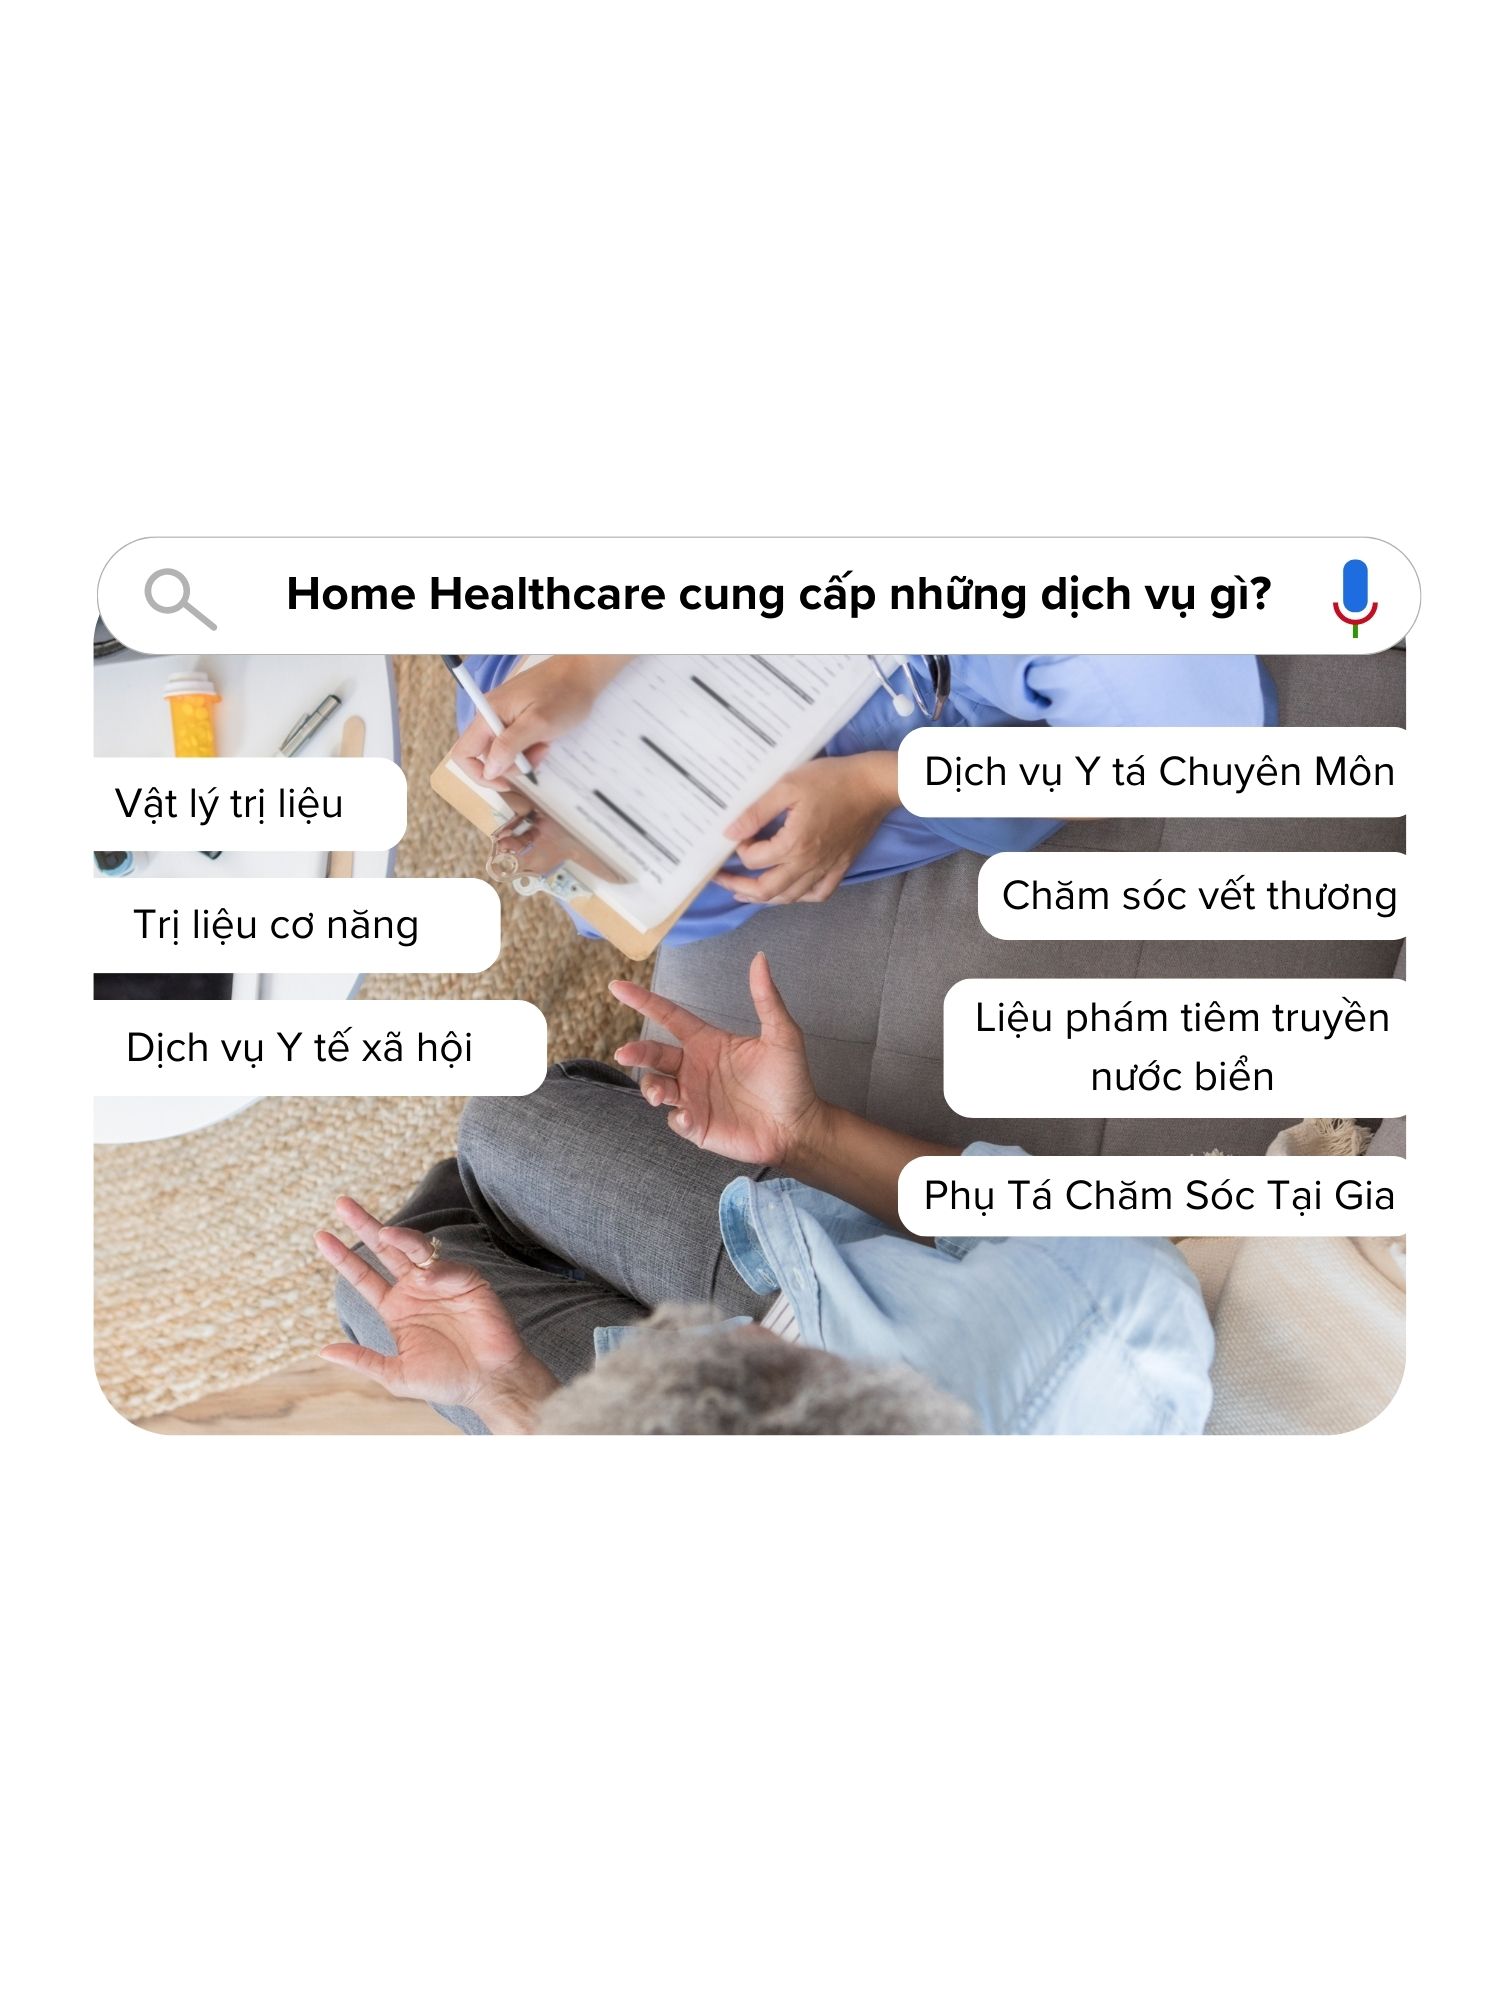 Home Healthcare cung cấp những dịch vụ gì?
Vật lý trị liệu
Trị liệu cơ năng
Dịch vụ Y tế xã hội
Dịch vụ Y tá Chuyên Môn
Chăm sóc vết thương
Liệu phám tiêm truyền
nước biển
Phụ Tá Chăm Sóc Tại Gia